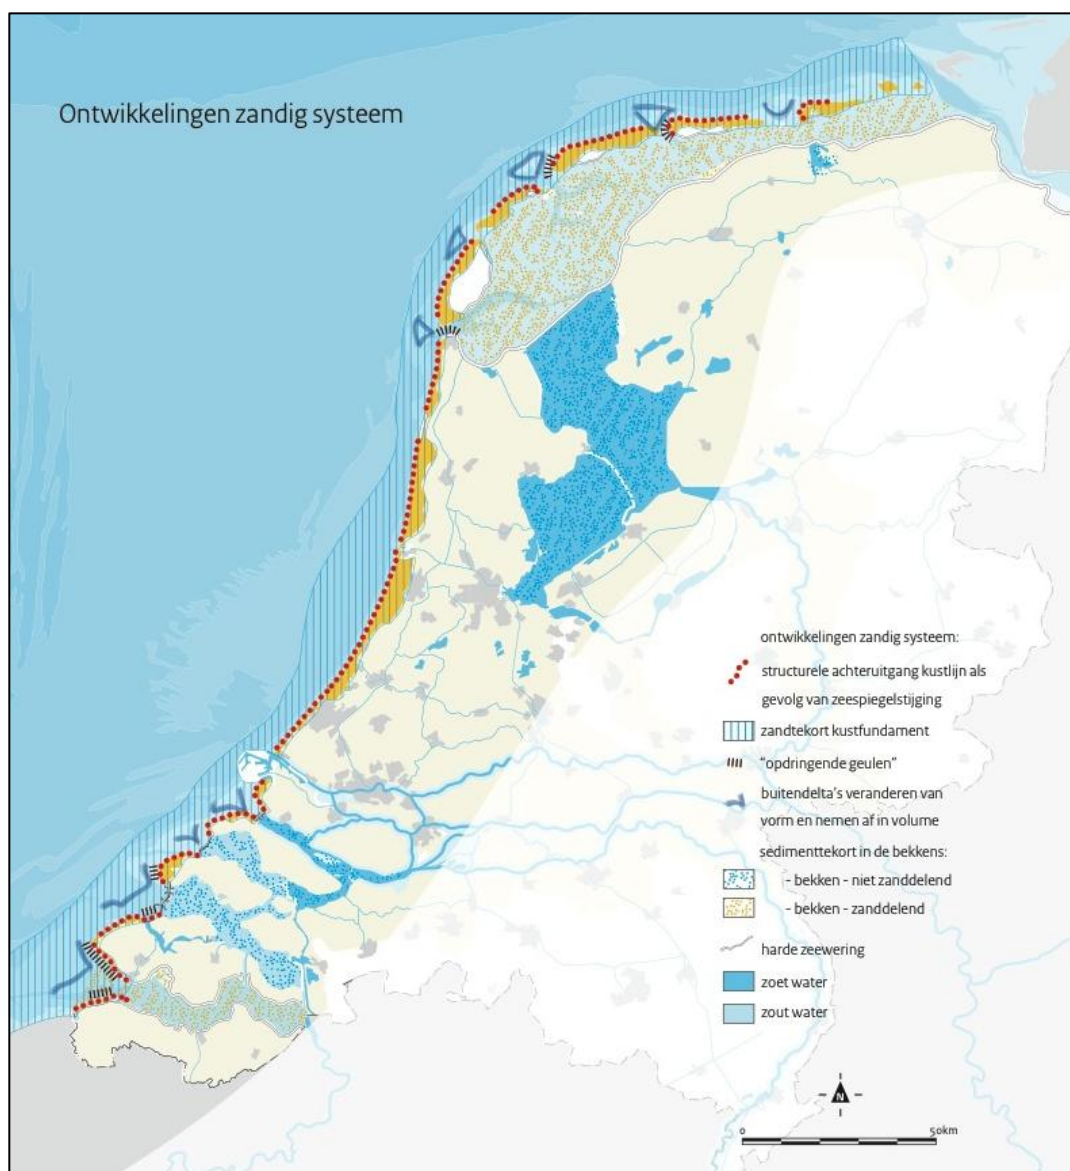 Ontwikkelingen zandig systeem
ontwikkelingen zandig systeem:
structurele achteruitgang kustlijn als
gevolg van zeespiegelstijging
zandtekort kustfundament
“opdringende geulen”
buitendelta's veranderen van
vorm en nemen af in volume
sedimenttekort in de bekkens:
- bekken - niet zanddelend
- bekken - zanddelend
harde zeewering
zoet water
zout water
N
0 50km